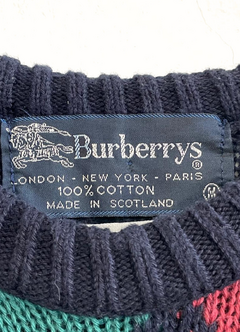 Burberrys®
LONDON - NEW YORK - PARIS
100% COTTON
MADE IN SCOTLAND
M